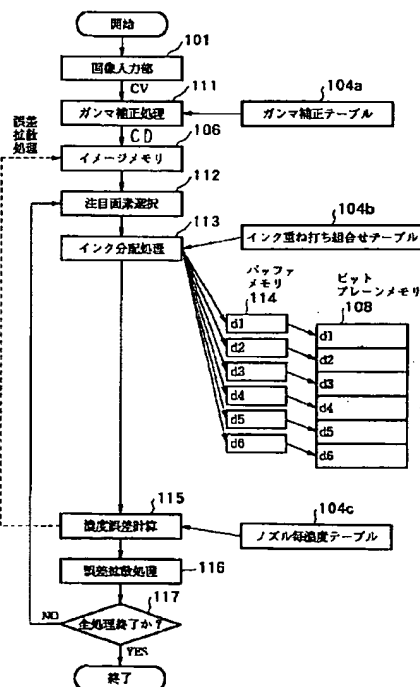 開始
101
画像入力部
CV
111
ガンマ補正処理
104a
ガンマ補正テーブル
誤差
拡散
処理
CD
106
イメージメモリ
112
注目画素選択
113
インク分配処理
104b
インク重ね打ち組合せテーブル
バッファ
メモリ
114
ビット
プレーンメモリ
108
d1
d2
d3
d4
d5
d6
d1
d2
d3
d4
d5
d6
115
濃度誤差計算
104c
ノズル毎濃度テーブル
誤差拡散処理
116
117
全処理終了か?
NO
YES
終了